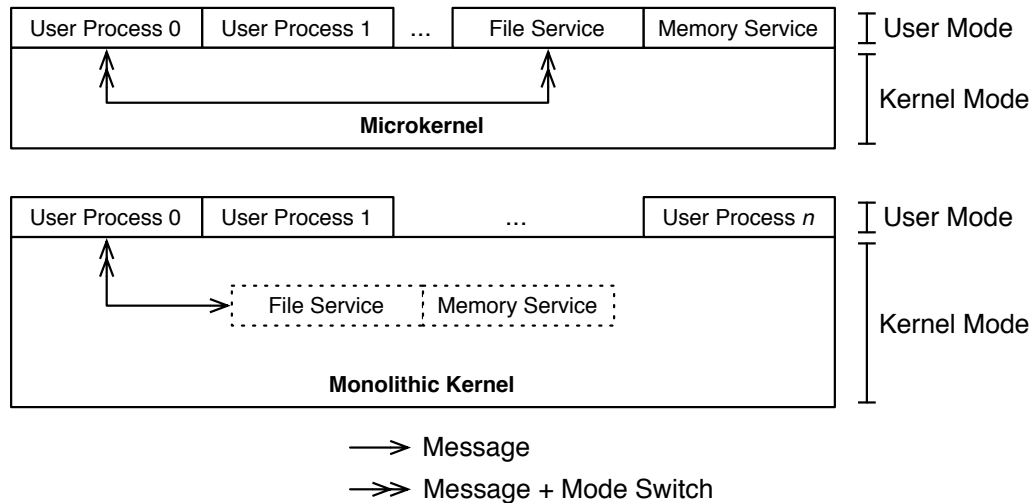 User Process 0 User Process 1 ... File Service Memory Service User Mode
Kernel Mode
Microkernel
User Process 0 User Process 1 ... User Process n User Mode
File Service Memory Service
Kernel Mode
Monolithic Kernel
Message
Message + Mode Switch